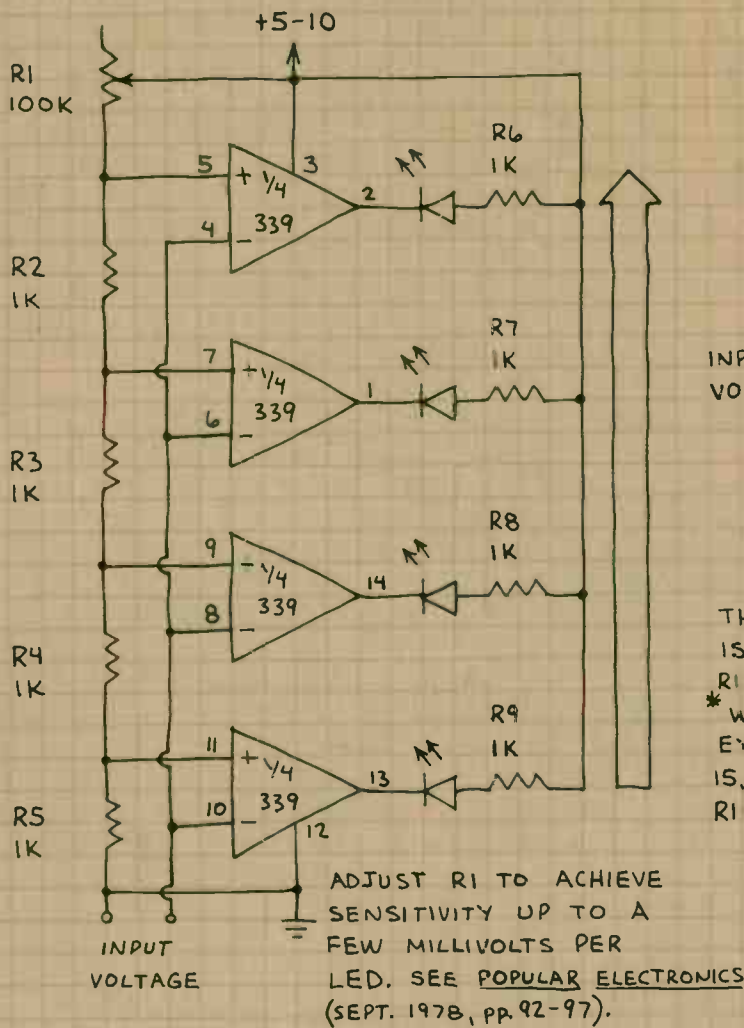 +5-10
R1
100K
5
+
1/4
339
3
2
4
-
R6
1K
R2
1K
7
+
1/4
339
1
6
-
R7
1K
R3
1K
9
-
1/4
339
14
8
-
R8
1K
R4
1K
11
+
1/4
339
13
10
-
12
R9
1K
R5
1K
INPUT
VOLTAGE
ADJUST R1 TO ACHIEVE
SENSITIVITY UP TO A
FEW MILLIVOLTS PER
LED. SEE POPULAR ELECTRONICS
(SEPT. 1978, PP. 92-97).
INP
VO
TH
IS
R1
* W
IS,
R1